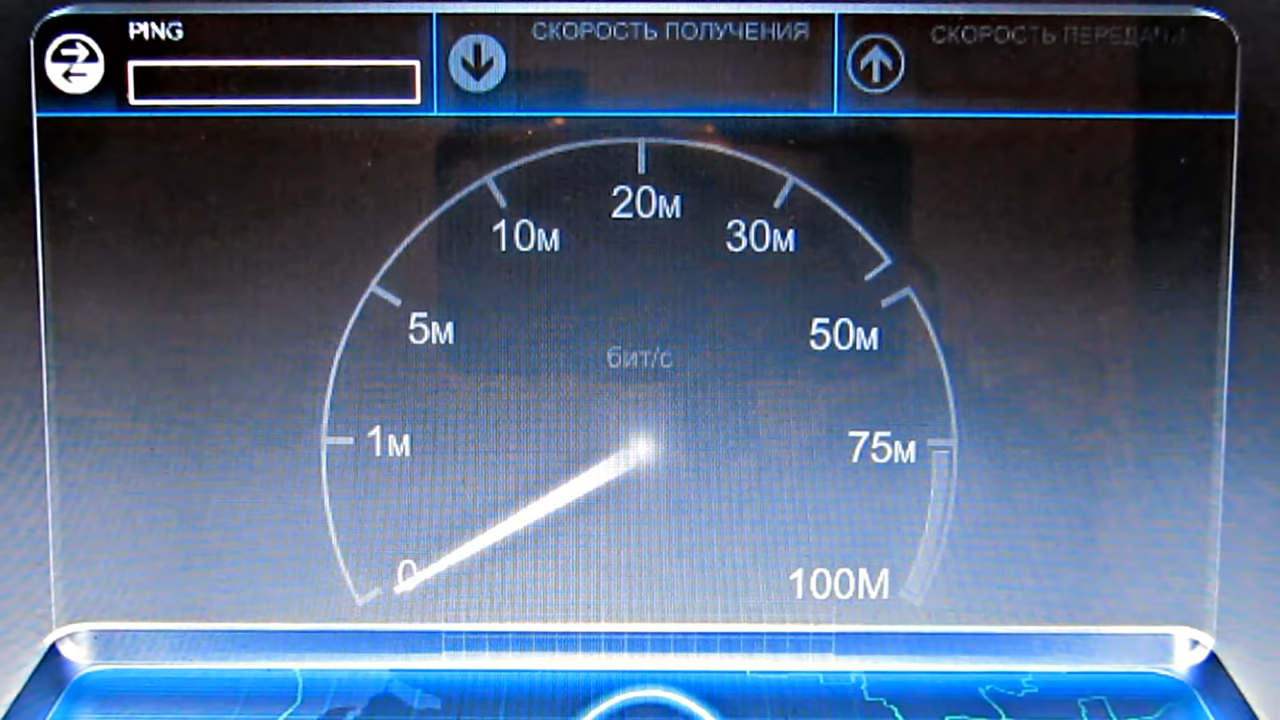 PING
СКОРОСТЬ ПОЛУЧЕНИЯ
СКОРОСТЬ ПЕРЕДАЧИ
20м
10м
30м
5м
50м
бит/с
1м
75м
0
100М